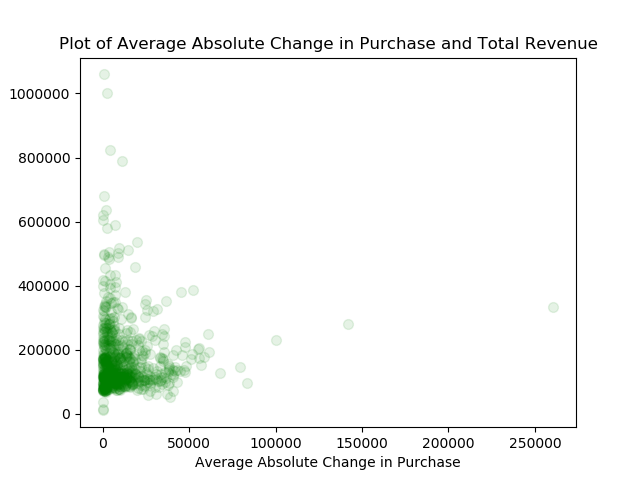 Plot of Average Absolute Change in Purchase and Total Revenue
1000000
800000
600000
400000
200000
0
0 50000 100000 150000 200000 250000
Average Absolute Change in Purchase